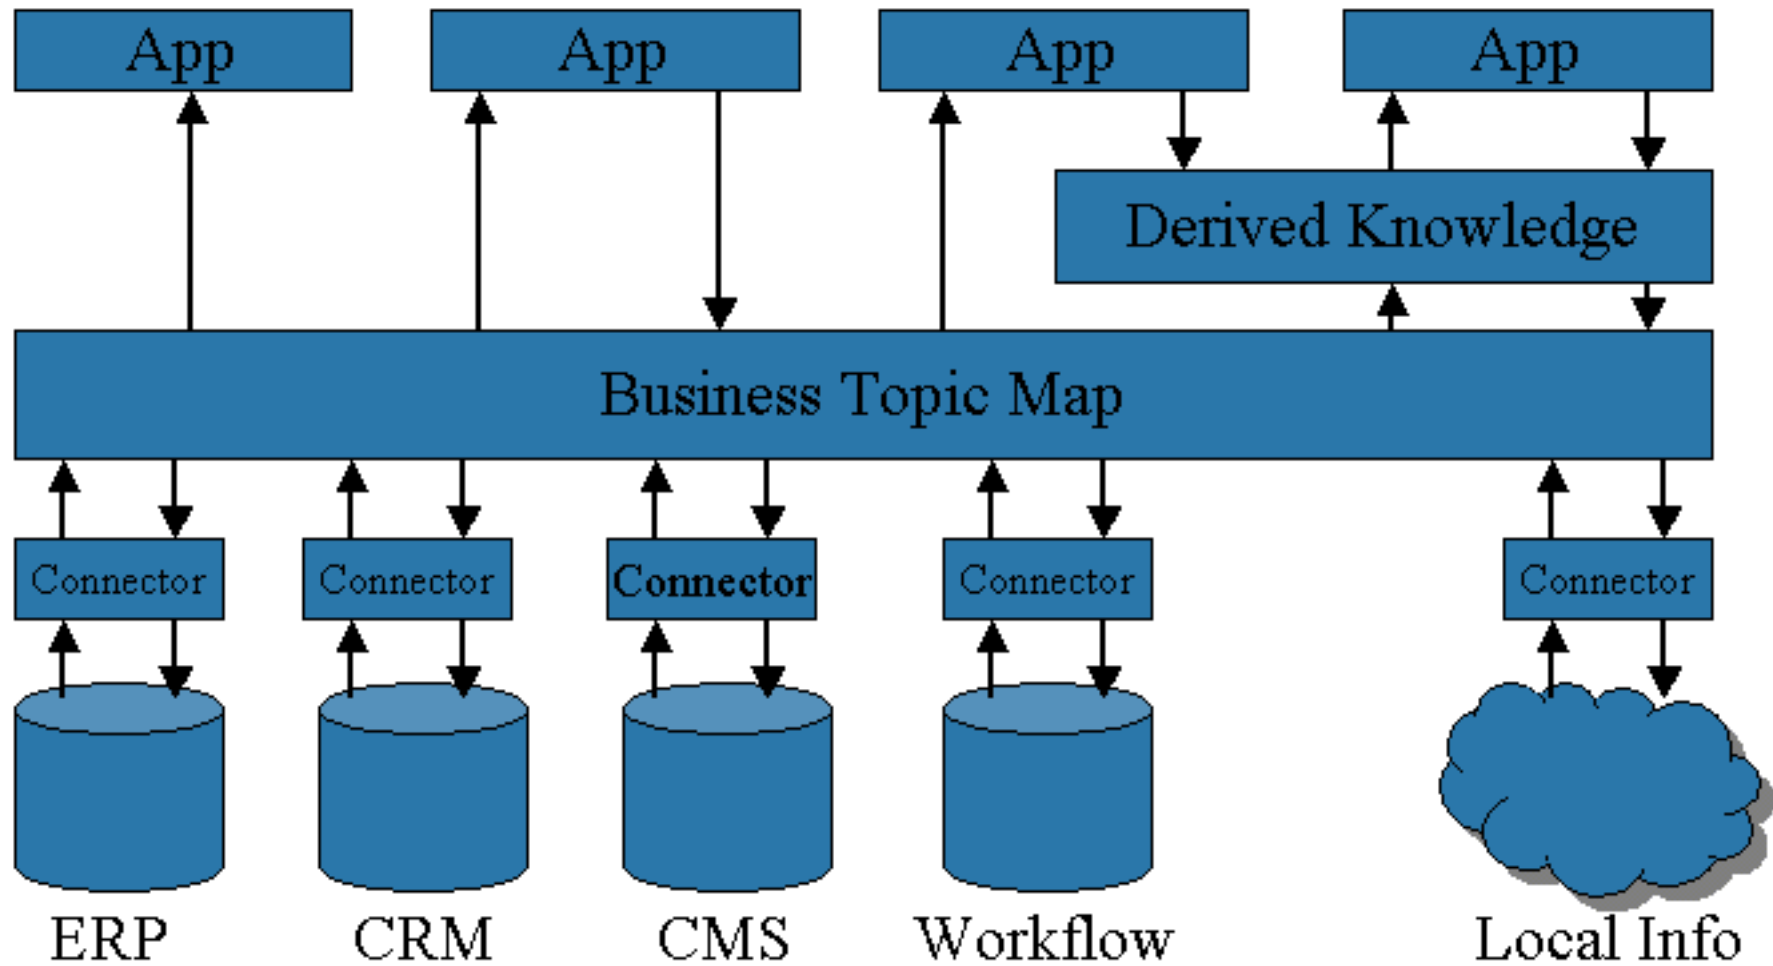 App App App App
Derived Knowledge
Business Topic Map
Connector Connector Connector Connector Connector
ERP CRM CMS Workflow Local Info